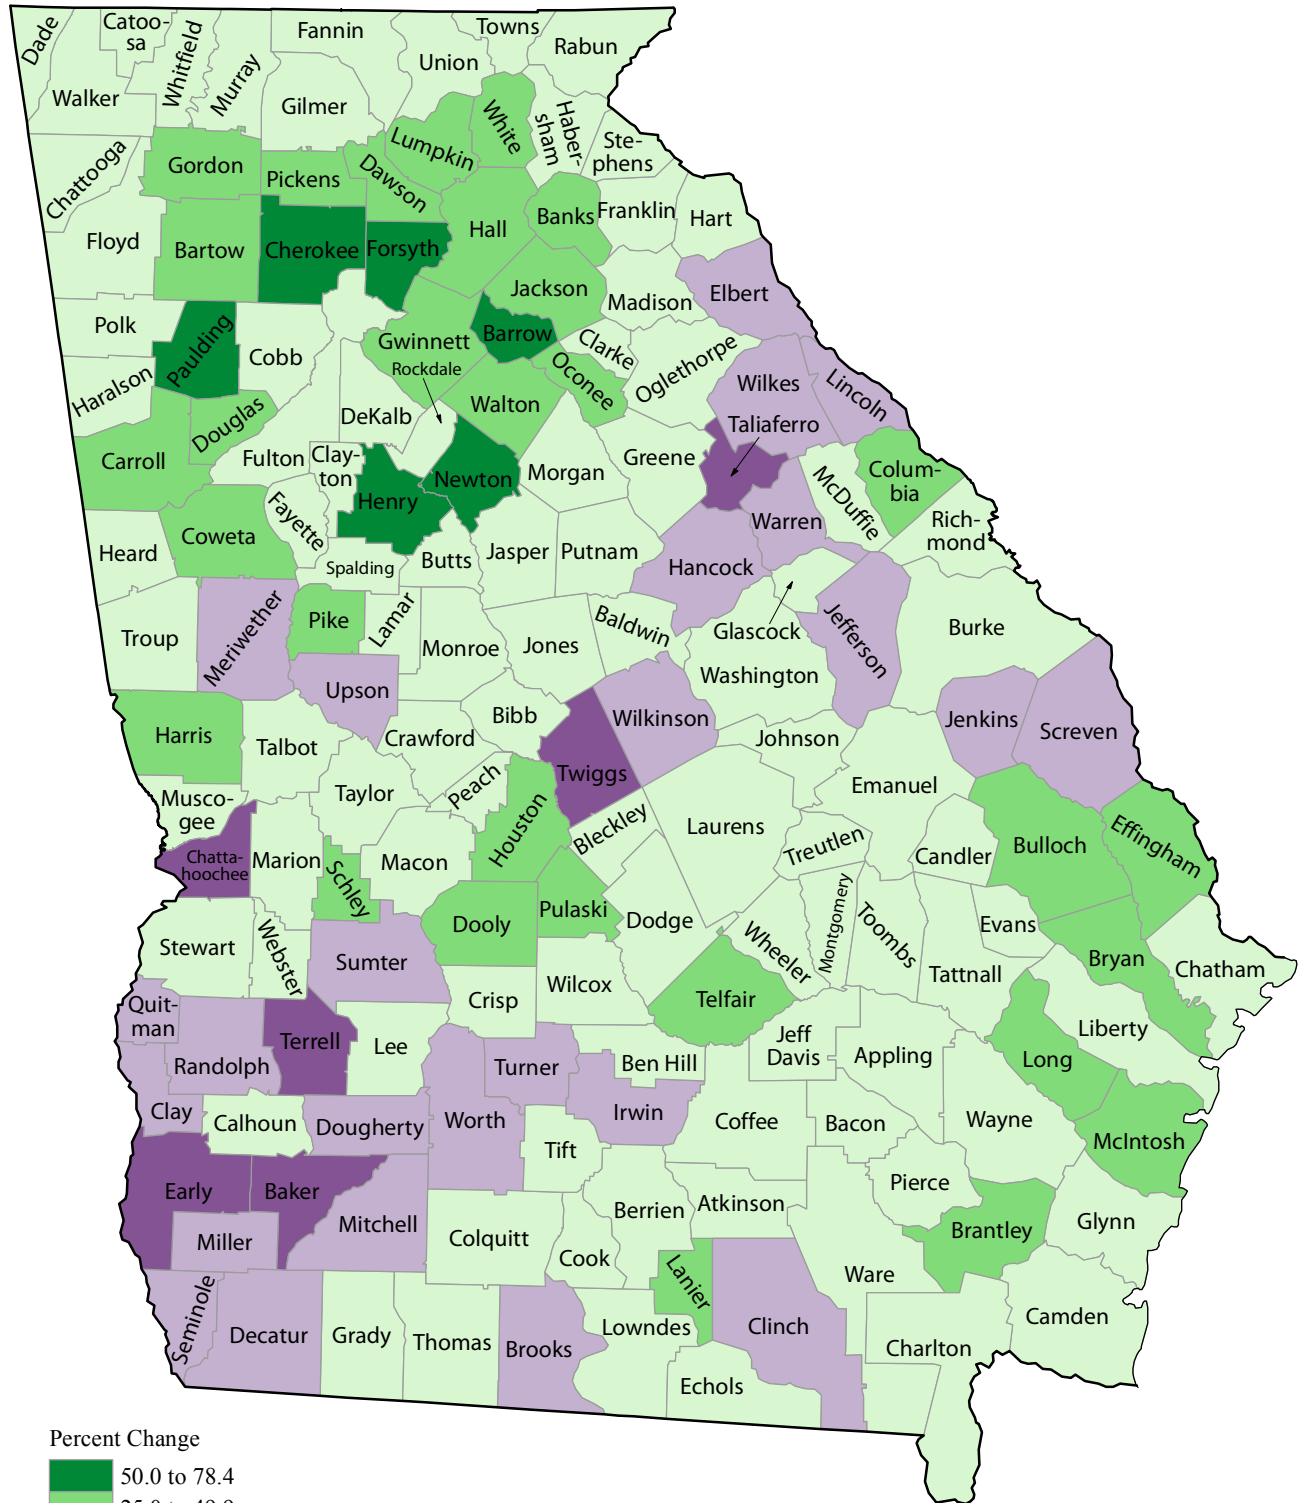 Dade
Catoo-
sa
Whitfield
Murray
Fannin
Towns
Union
Rabun
Walker
Gilmer
White
Haber-
sham
Lumpkin
Ste-
phens
Chattooga
Gordon
Pickens
Dawson
Floyd
Bartow
Cherokee
Forsyth
Hall
Banks
Franklin
Hart
Jackson
Madison
Elbert
Polk
Paulding
Cobb
Gwinnett
Barrow
Clarke
Oglethorpe
Rockdale
Oconee
Haralson
Douglas
DeKalb
Walton
Wilkes
Lincoln
Taliaferro
Carroll
Fulton
Clay-
ton
Henry
Newton
Morgan
Greene
McDuffie
Colum-
bia
Coweta
Fayette
Warren
Rich-
mond
Heard
Spalding
Butts
Jasper
Putnam
Hancock
Glascock
Troup
Meriwether
Pike
Lamar
Monroe
Jones
Baldwin
Washington
Jefferson
Burke
Upson
Bibb
Wilkinson
Jenkins
Screven
Harris
Talbot
Crawford
Twiggs
Johnson
Emanuel
Musco-
gee
Taylor
Peach
Houston
Bleckley
Laurens
Treutlen
Candler
Bulloch
Effingham
Chatta-
hoochee
Marion
Schley
Macon
Dooly
Pulaski
Dodge
Wheeler
Montgomery
Toombs
Evans
Stewart
Webster
Sumter
Crisp
Wilcox
Telfair
Tattnall
Bryan
Chatham
Quit-
man
Randolph
Terrell
Lee
Turner
Ben Hill
Jeff
Davis
Appling
Long
Liberty
Clay
Calhoun
Dougherty
Worth
Irwin
Coffee
Bacon
Wayne
McIntosh
Tift
Early
Baker
Mitchell
Berrien
Atkinson
Pierce
Brantley
Glynn
Miller
Colquitt
Cook
Lanier
Ware
Seminole
Decatur
Grady
Thomas
Brooks
Lowndes
Clinch
Camden
Charlton
Echols
Percent Change
50.0 to 78.4